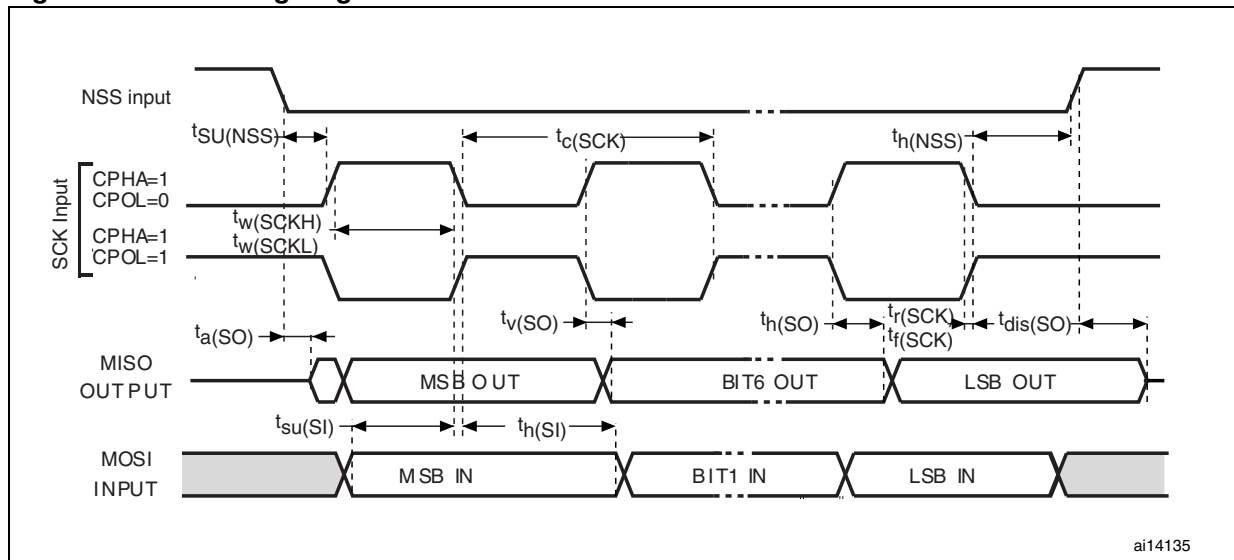 NSS input
tSU(NSS)
tc(SCK)
th(NSS)
SCK Input
CPHA=1
CPOL=0
tw(SCKH)
tw(SCKL)
CPHA=1
CPOL=1
ta(SO)
tv(SO)
th(SO)
tr(SCK)
tf(SCK)
tdis(SO)
MISO
OUTPUT
MSB OUT
BIT6 OUT
LSB OUT
tsu(SI)
th(SI)
MOSI
INPUT
MSB IN
BIT1 IN
LSB IN
ai14135